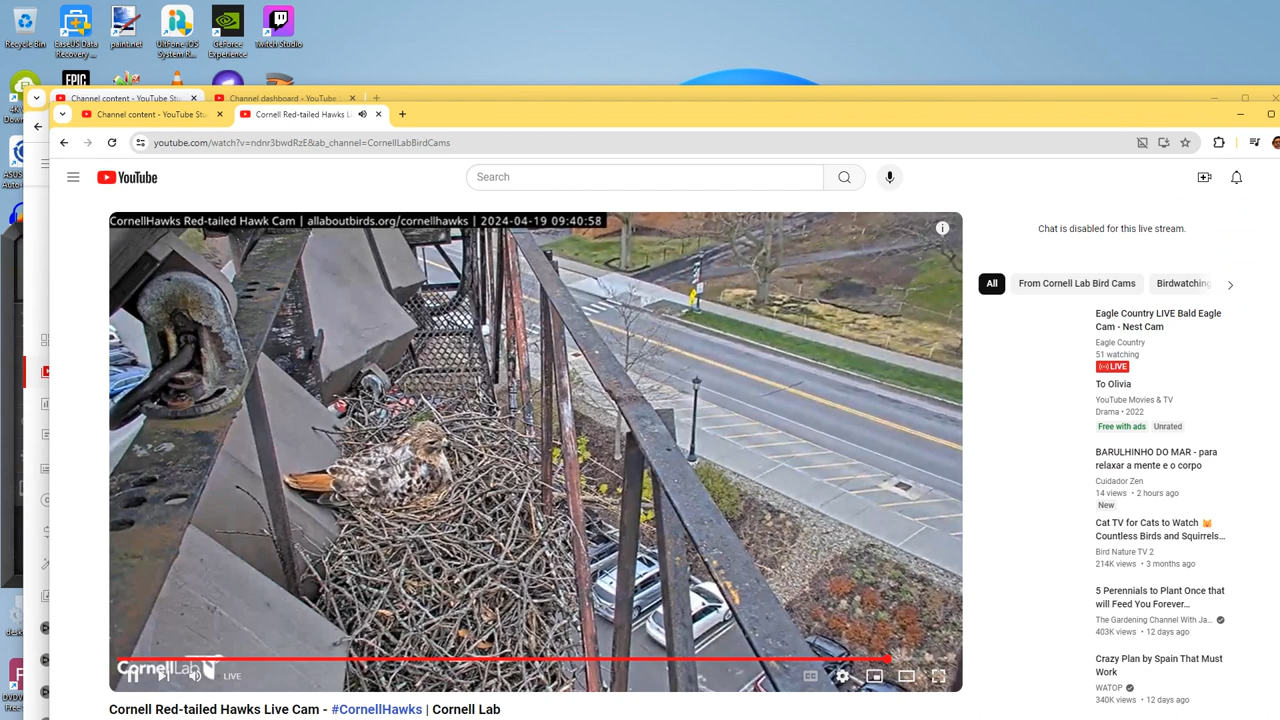 Recycle Bin
EaseUS Data Recovery ...
paint.net
UltFone iOS System R...
GeForce Experience
Twitch Studio
EPIC
Channel content - YouTube Stu
Channel dashboard - YouTube
Channel content - YouTube Stu
Cornell Red-tailed Hawks Li
youtube.com/watch?v=ndnr3bwdRzE&ab_channel=CornellLabBirdCams
YouTube
Search
CornellHawks Red-tailed Hawk Cam | allaboutbirds.org/cornellhawks | 2024-04-19 09:40:58
Chat is disabled for this live stream.
All
From Cornell Lab Bird Cams
Birdwatching
Eagle Country LIVE Bald Eagle
Cam - Nest Cam
Eagle Country
51 watching
LIVE
To Olivia
YouTube Movies & TV
Drama • 2022
Free with ads
Unrated
BARULHINHO DO MAR - para
relaxar a mente e o corpo
Cuidador Zen
14 views • 2 hours ago
New
Cat TV for Cats to Watch 😺
Countless Birds and Squirrels...
Bird Nature TV 2
214K views • 3 months ago
5 Perennials to Plant Once that
will Feed You Forever...
The Gardening Channel With Ja...
403K views • 12 days ago
Crazy Plan by Spain That Must
Work
WATOP
340K views • 12 days ago
CornellLab
LIVE
Cornell Red-tailed Hawks Live Cam - #CornellHawks | Cornell Lab